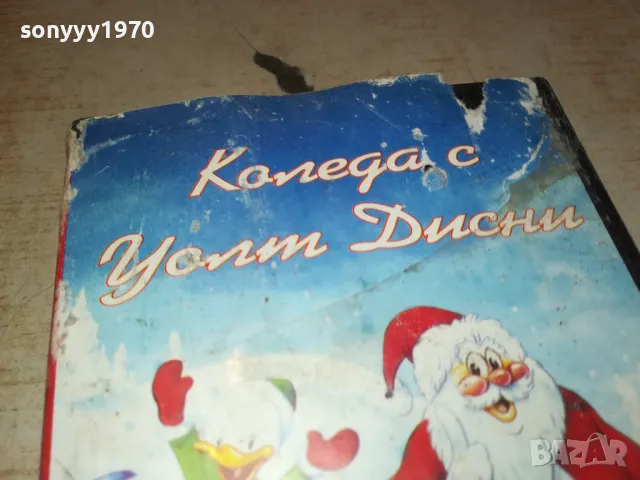 sonyyy1970
Коледа с
Уолт Дисни
BAZAR